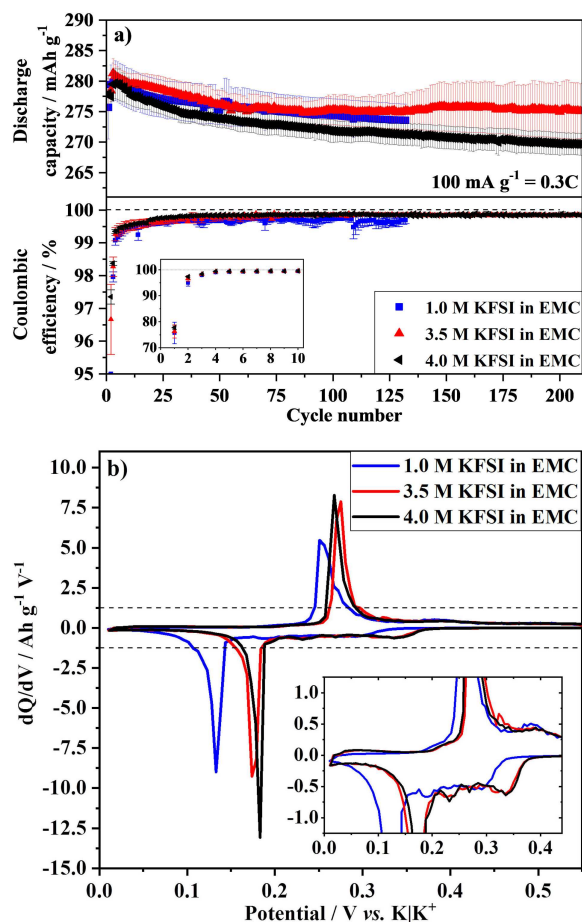 a)
Discharge
capacity / mAh g⁻¹
290
285
280
275
270
265
100 mA g⁻¹ = 0.3C
Coulombic
efficiency / %
100
99
98
97
96
95
100
90
80
70
0 2 4 6 8 10
1.0 M KFSI in EMC
3.5 M KFSI in EMC
4.0 M KFSI in EMC
0 25 50 75 100 125 150 175 200
Cycle number
b)
1.0 M KFSI in EMC
3.5 M KFSI in EMC
4.0 M KFSI in EMC
dQ/dV / Ah g⁻¹ V⁻¹
10.0
7.5
5.0
2.5
0.0
-2.5
-5.0
-7.5
-10.0
-12.5
-15.0
1.0
0.5
0.0
-0.5
-1.0
0.0 0.1 0.2 0.3 0.4
0.0 0.1 0.2 0.3 0.4 0.5
Potential / V vs. K|K⁺